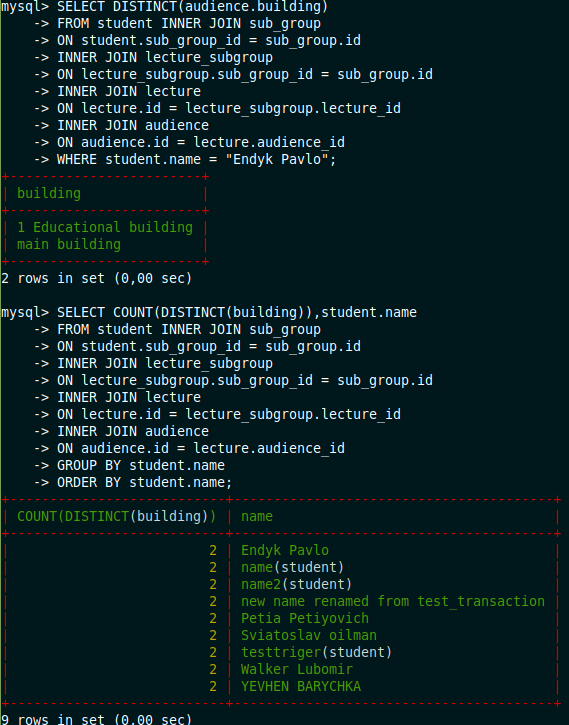 mysql> SELECT DISTINCT(audience.building)
    -> FROM student INNER JOIN sub_group
    -> ON student.sub_group_id = sub_group.id
    -> INNER JOIN lecture_subgroup
    -> ON lecture_subgroup.sub_group_id = sub_group.id
    -> INNER JOIN lecture
    -> ON lecture.id = lecture_subgroup.lecture_id
    -> INNER JOIN audience
    -> ON audience.id = lecture.audience_id
    -> WHERE student.name = "Endyk Pavlo";
+------------------------+
| building               |
+------------------------+
| 1 Educational building |
| main building          |
+------------------------+
2 rows in set (0,00 sec)

mysql> SELECT COUNT(DISTINCT(building)),student.name
    -> FROM student INNER JOIN sub_group
    -> ON student.sub_group_id = sub_group.id
    -> INNER JOIN lecture_subgroup
    -> ON lecture_subgroup.sub_group_id = sub_group.id
    -> INNER JOIN lecture
    -> ON lecture.id = lecture_subgroup.lecture_id
    -> INNER JOIN audience
    -> ON audience.id = lecture.audience_id
    -> GROUP BY student.name
    -> ORDER BY student.name;
+---------------------------+----------------------------------------+
| COUNT(DISTINCT(building)) | name                                   |
+---------------------------+----------------------------------------+
|                         2 | Endyk Pavlo                            |
|                         2 | name(student)                          |
|                         2 | name2(student)                         |
|                         2 | new name renamed from test_transaction |
|                         2 | Petia Petiyovich                       |
|                         2 | Sviatoslav oilman                      |
|                         2 | testtriger(student)                    |
|                         2 | Walker Lubomir                         |
|                         2 | YEVHEN BARYCHKA                        |
+---------------------------+----------------------------------------+
9 rows in set (0,00 sec)